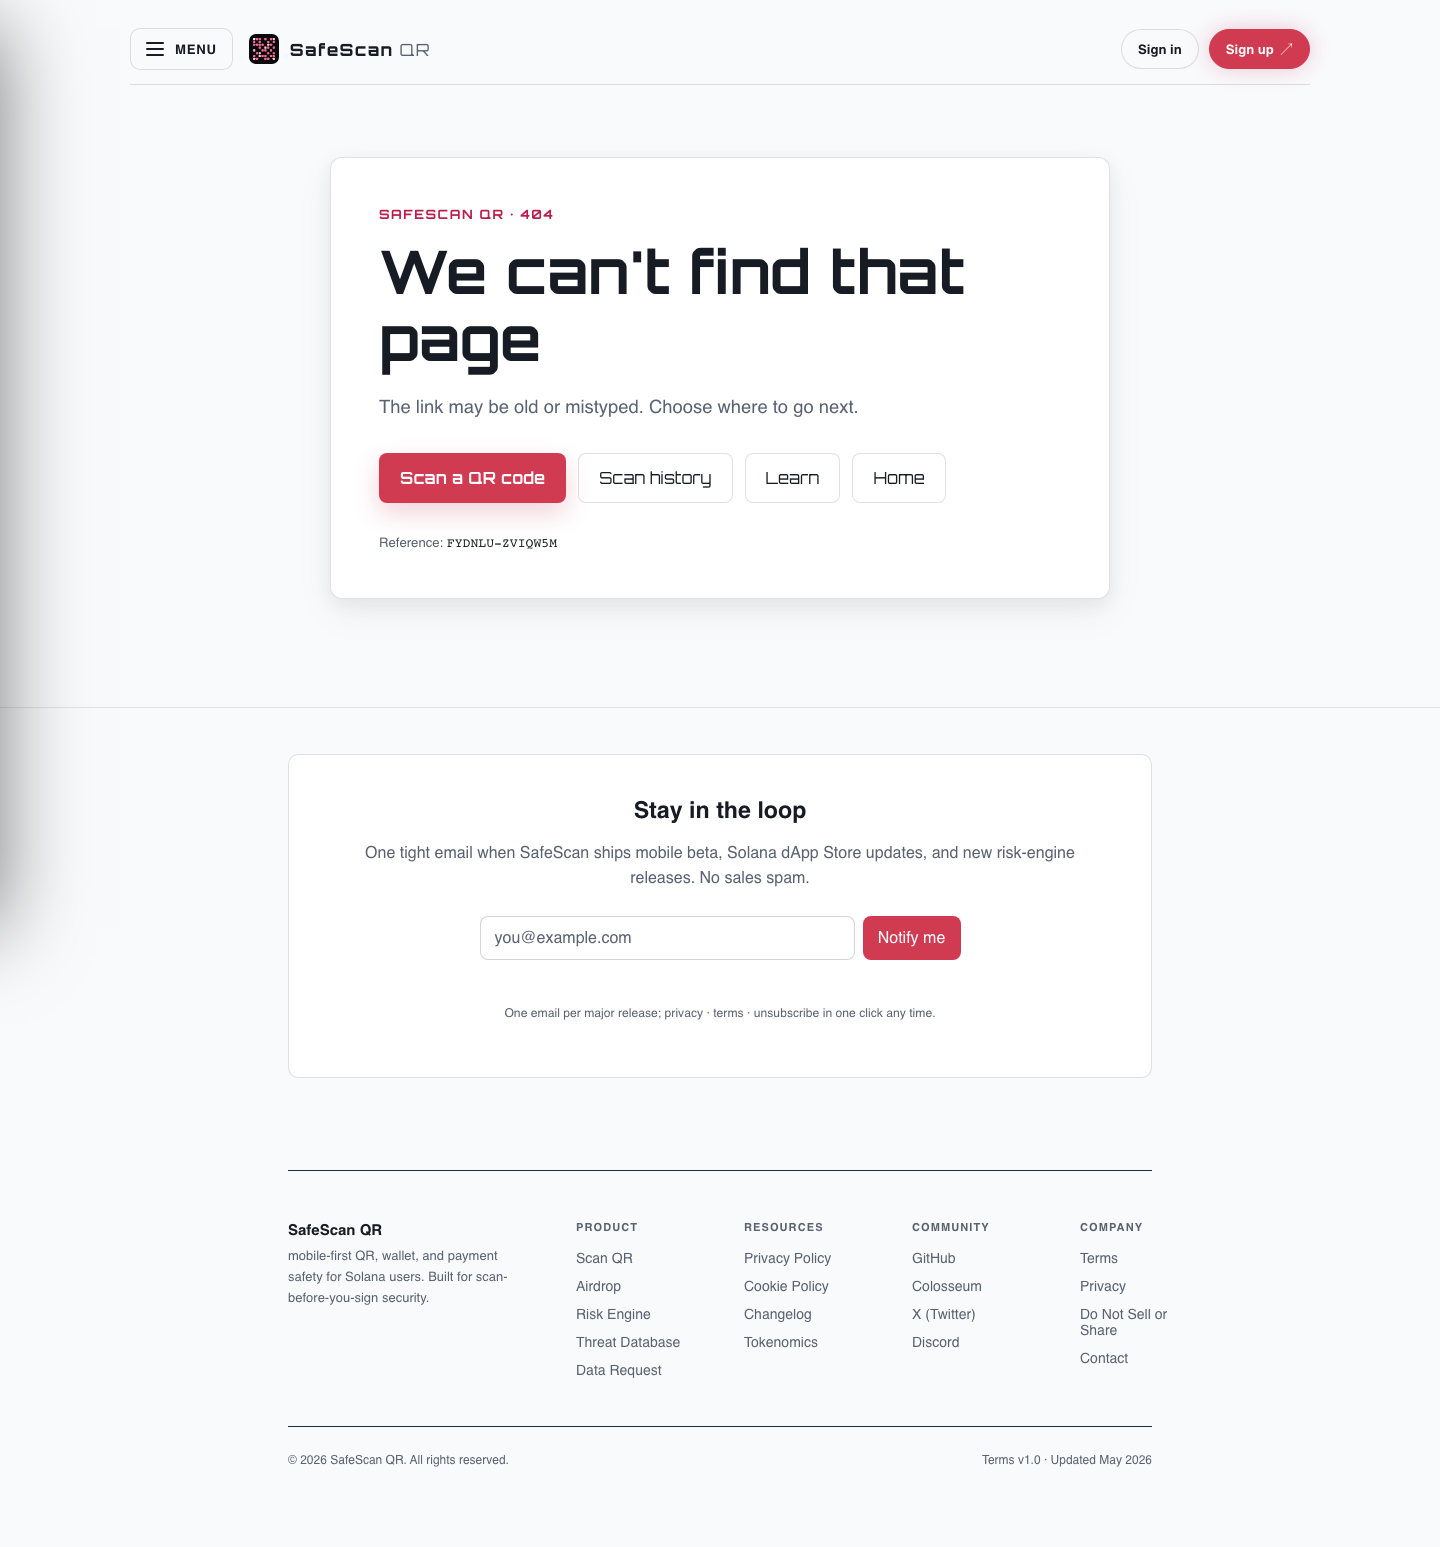 MENU
SafeScan QR
Sign in
Sign up ↗
SAFESCAN QR · 404
We can't find that
page
The link may be old or mistyped. Choose where to go next.
Scan a QR code
Scan history
Learn
Home
Reference: FYDNLU-ZVIQW5M
Stay in the loop
One tight email when SafeScan ships mobile beta, Solana dApp Store updates, and new risk-engine
releases. No sales spam.
you@example.com
Notify me
One email per major release; privacy · terms · unsubscribe in one click any time.
SafeScan QR
mobile-first QR, wallet, and payment
safety for Solana users. Built for scan-
before-you-sign security.
PRODUCT
Scan QR
Airdrop
Risk Engine
Threat Database
Data Request
RESOURCES
Privacy Policy
Cookie Policy
Changelog
Tokenomics
COMMUNITY
GitHub
Colosseum
X (Twitter)
Discord
COMPANY
Terms
Privacy
Do Not Sell or
Share
Contact
© 2026 SafeScan QR. All rights reserved.
Terms v1.0 · Updated May 2026